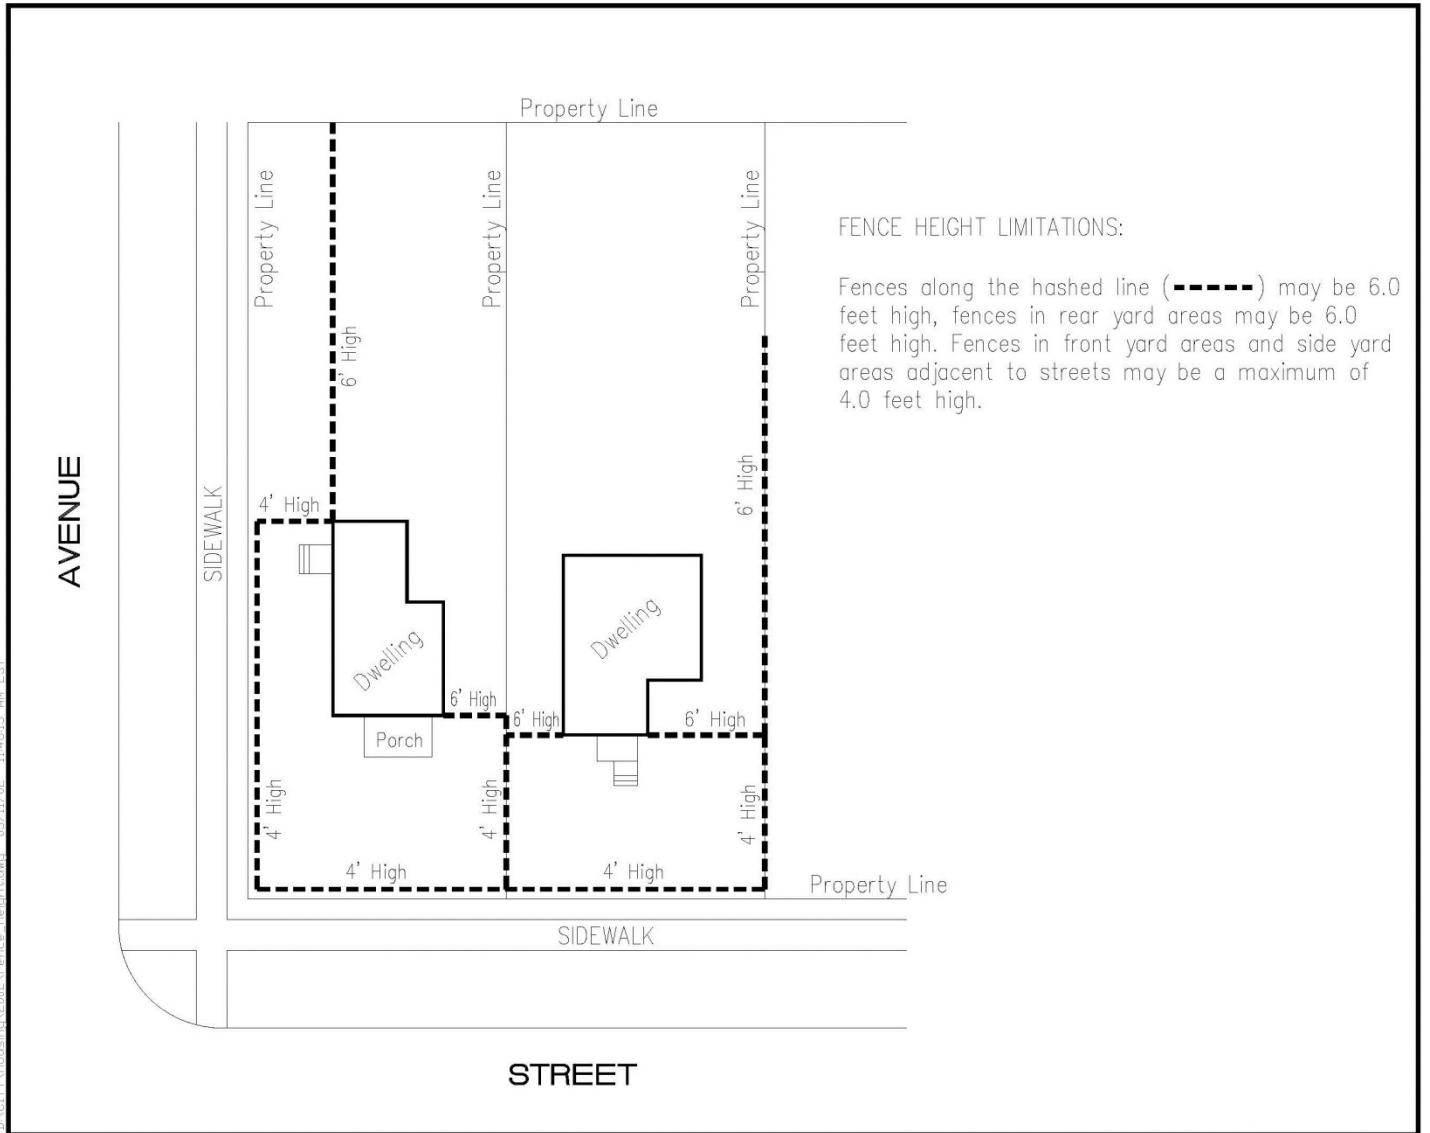 Property Line
Property Line
Property Line
Property Line
FENCE HEIGHT LIMITATIONS:
Fences along the hashed line (------) may be 6.0
feet high, fences in rear yard areas may be 6.0
feet high. Fences in front yard areas and side yard
areas adjacent to streets may be a maximum of
4.0 feet high.
6' High
6' High
AVENUE
SIDEWALK
4' High
Dwelling
Dwelling
6' High
6' High
6' High
Porch
4' High
4' High
4' High
4' High
4' High
Property Line
SIDEWALK
STREET